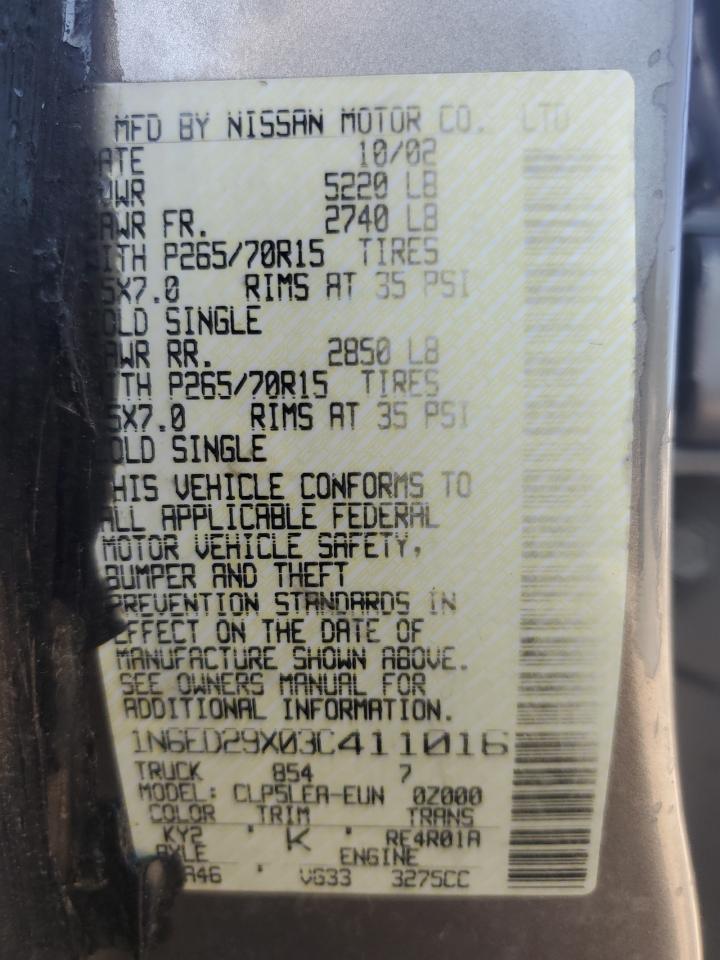 MFD BY NISSAN MOTOR CO. LTD
ATE 10/02
VWR 5220 LB
AWR FR. 2740 LB
ITH P265/70R15 TIRES
5X7.0 RIMS AT 35 PSI
OLD SINGLE
AWR RR. 2850 LB
ITH P265/70R15 TIRES
5X7.0 RIMS AT 35 PSI
OLD SINGLE
HIS VEHICLE CONFORMS TO
ALL APPLICABLE FEDERAL
MOTOR VEHICLE SAFETY,
BUMPER AND THEFT
PREVENTION STANDARDS IN
EFFECT ON THE DATE OF
MANUFACTURE SHOWN ABOVE.
SEE OWNERS MANUAL FOR
ADDITIONAL INFORMATION.
1N6ED29X03C411016
TRUCK 854 7
MODEL: CLP5LEA-EUN 0Z000
COLOR TRIM TRANS
KY2 ' K ' RE4R01A
AXLE ENGINE
A46 ' VG33 3275CC